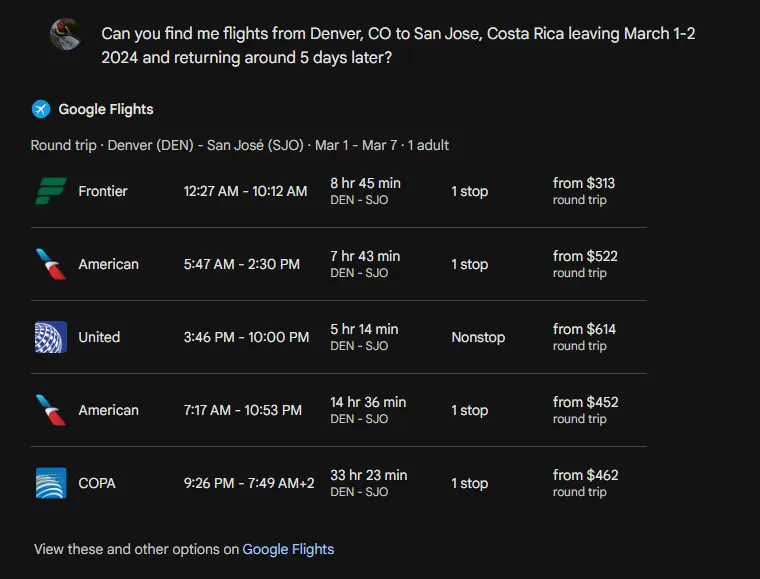 Can you find me flights from Denver, CO to San Jose, Costa Rica leaving March 1-2
2024 and returning around 5 days later?
Google Flights
Round trip · Denver (DEN) - San José (SJO) · Mar 1 - Mar 7 · 1 adult
Frontier 12:27 AM - 10:12 AM 8 hr 45 min 1 stop from $313
DEN - SJO round trip
American 5:47 AM - 2:30 PM 7 hr 43 min 1 stop from $522
DEN - SJO round trip
United 3:46 PM - 10:00 PM 5 hr 14 min Nonstop from $614
DEN - SJO round trip
American 7:17 AM - 10:53 PM 14 hr 36 min 1 stop from $452
DEN - SJO round trip
COPA 9:26 PM - 7:49 AM+2 33 hr 23 min 1 stop from $462
DEN - SJO round trip
View these and other options on Google Flights